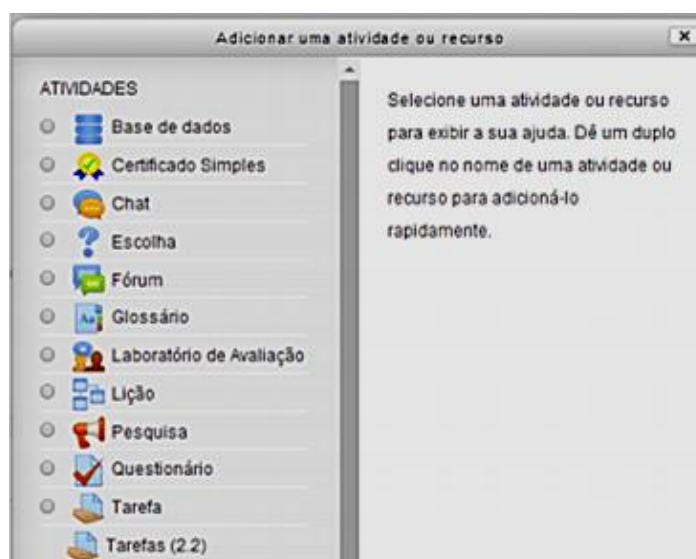 Adicionar uma atividade ou recurso
ATIVIDADES
Base de dados
Certificado Simples
Chat
Escolha
Fórum
Glossário
Laboratório de Avaliação
Lição
Pesquisa
Questionário
Tarefa
Tarefas (2.2)
Selecione uma atividade ou recurso
para exibir a sua ajuda. Dê um duplo
clique no nome de uma atividade ou
recurso para adicioná-lo
rapidamente.